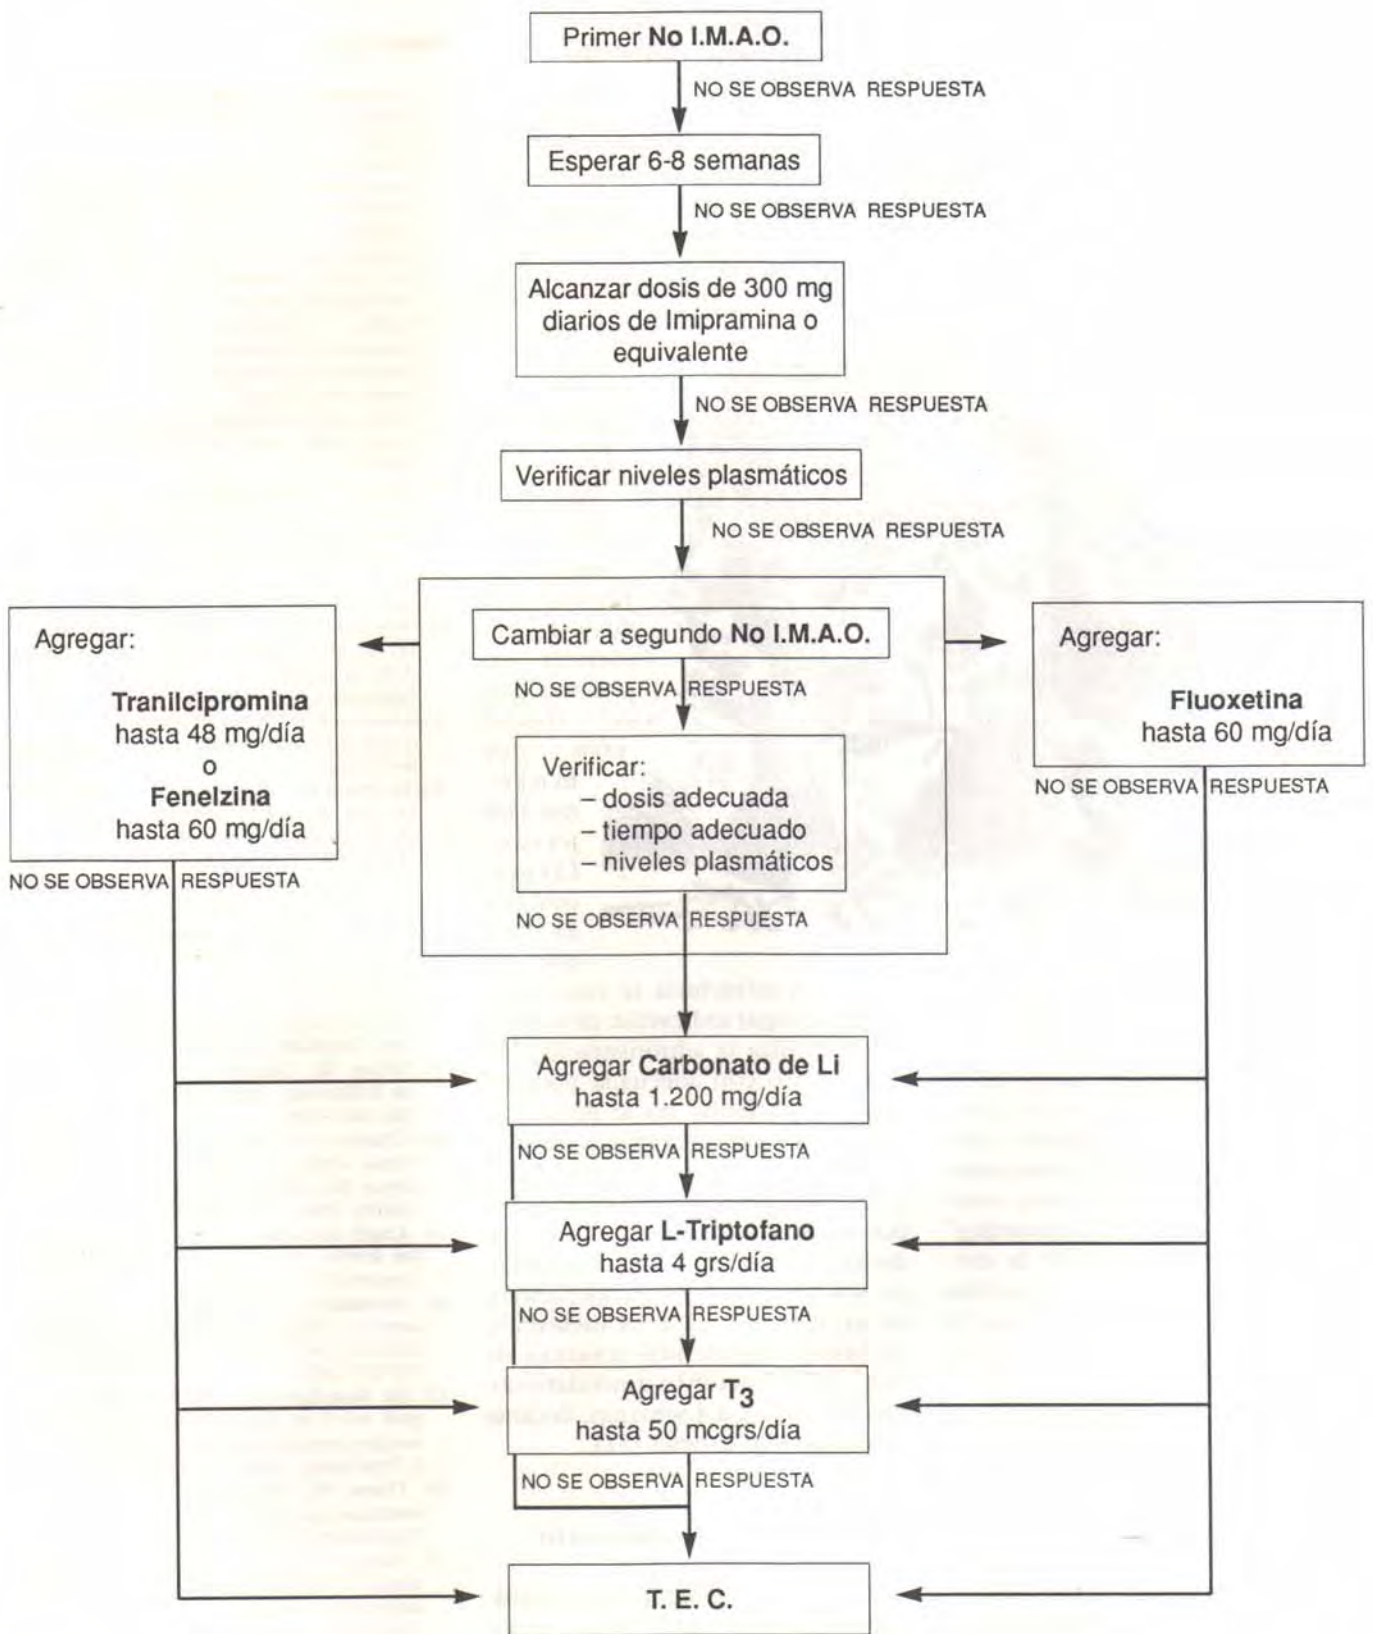 Primer No I.M.A.O.
NO SE OBSERVA RESPUESTA
Esperar 6-8 semanas
NO SE OBSERVA RESPUESTA
Alcanzar dosis de 300 mg
diarios de Imipramina o
equivalente
NO SE OBSERVA RESPUESTA
Verificar niveles plasmáticos
NO SE OBSERVA RESPUESTA
Agregar:
Tranilcipromina
hasta 48 mg/día
o
Fenelzina
hasta 60 mg/día
NO SE OBSERVA RESPUESTA
Cambiar a segundo No I.M.A.O.
NO SE OBSERVA RESPUESTA
Verificar:
– dosis adecuada
– tiempo adecuado
– niveles plasmáticos
NO SE OBSERVA RESPUESTA
Agregar:
Fluoxetina
hasta 60 mg/día
NO SE OBSERVA RESPUESTA
Agregar Carbonato de Li
hasta 1.200 mg/día
NO SE OBSERVA RESPUESTA
Agregar L-Triptofano
hasta 4 grs/día
NO SE OBSERVA RESPUESTA
Agregar T3
hasta 50 mcgrs/día
NO SE OBSERVA RESPUESTA
T. E. C.